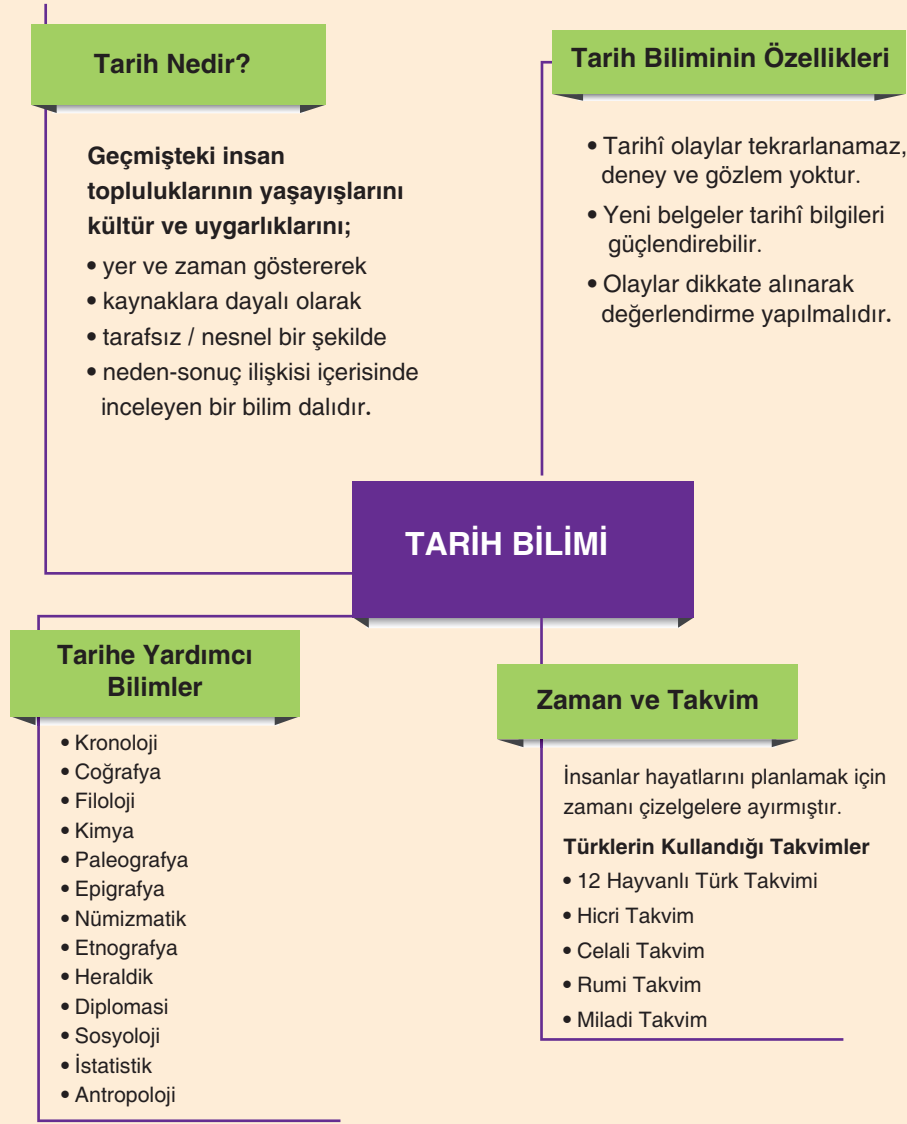 Tarih Nedir?
Geçmişteki insan
topluluklarının yaşayışlarını
kültür ve uygarlıklarını;
• yer ve zaman göstererek
• kaynaklara dayalı olarak
• tarafsız / nesnel bir şekilde
• neden-sonuç ilişkisi içerisinde
inceleyen bir bilim dalıdır.
Tarih Biliminin Özellikleri
• Tarihî olaylar tekrarlanamaz,
deney ve gözlem yoktur.
• Yeni belgeler tarihî bilgileri
güçlendirebilir.
• Olaylar dikkate alınarak
değerlendirme yapılmalıdır.
TARİH BİLİMİ
Tarihe Yardımcı
Bilimler
• Kronoloji
• Coğrafya
• Filoloji
• Kimya
• Paleografya
• Epigrafya
• Nümizmatik
• Etnografya
• Heraldik
• Diplomasi
• Sosyoloji
• İstatistik
• Antropoloji
Zaman ve Takvim
İnsanlar hayatlarını planlamak için
zamanı çizelgelere ayırmıştır.
Türklerin Kullandığı Takvimler
• 12 Hayvanlı Türk Takvimi
• Hicri Takvim
• Celali Takvim
• Rumi Takvim
• Miladi Takvim